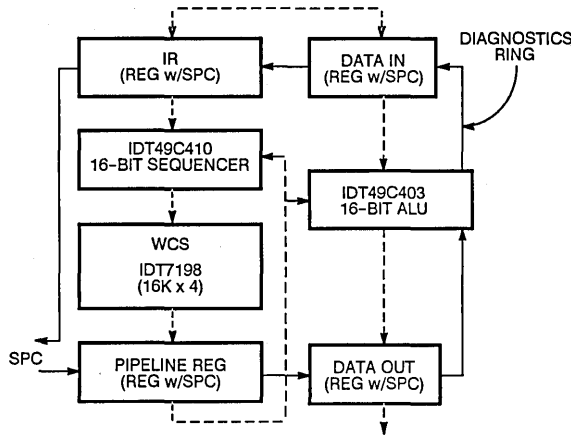 IR
(REG w/SPC)
DATA IN
(REG w/SPC)
DIAGNOSTICS
RING
IDT49C410
16-BIT SEQUENCER
IDT49C403
16-BIT ALU
WCS
IDT7198
(16K x 4)
SPC
PIPELINE REG
(REG w/SPC)
DATA OUT
(REG w/SPC)